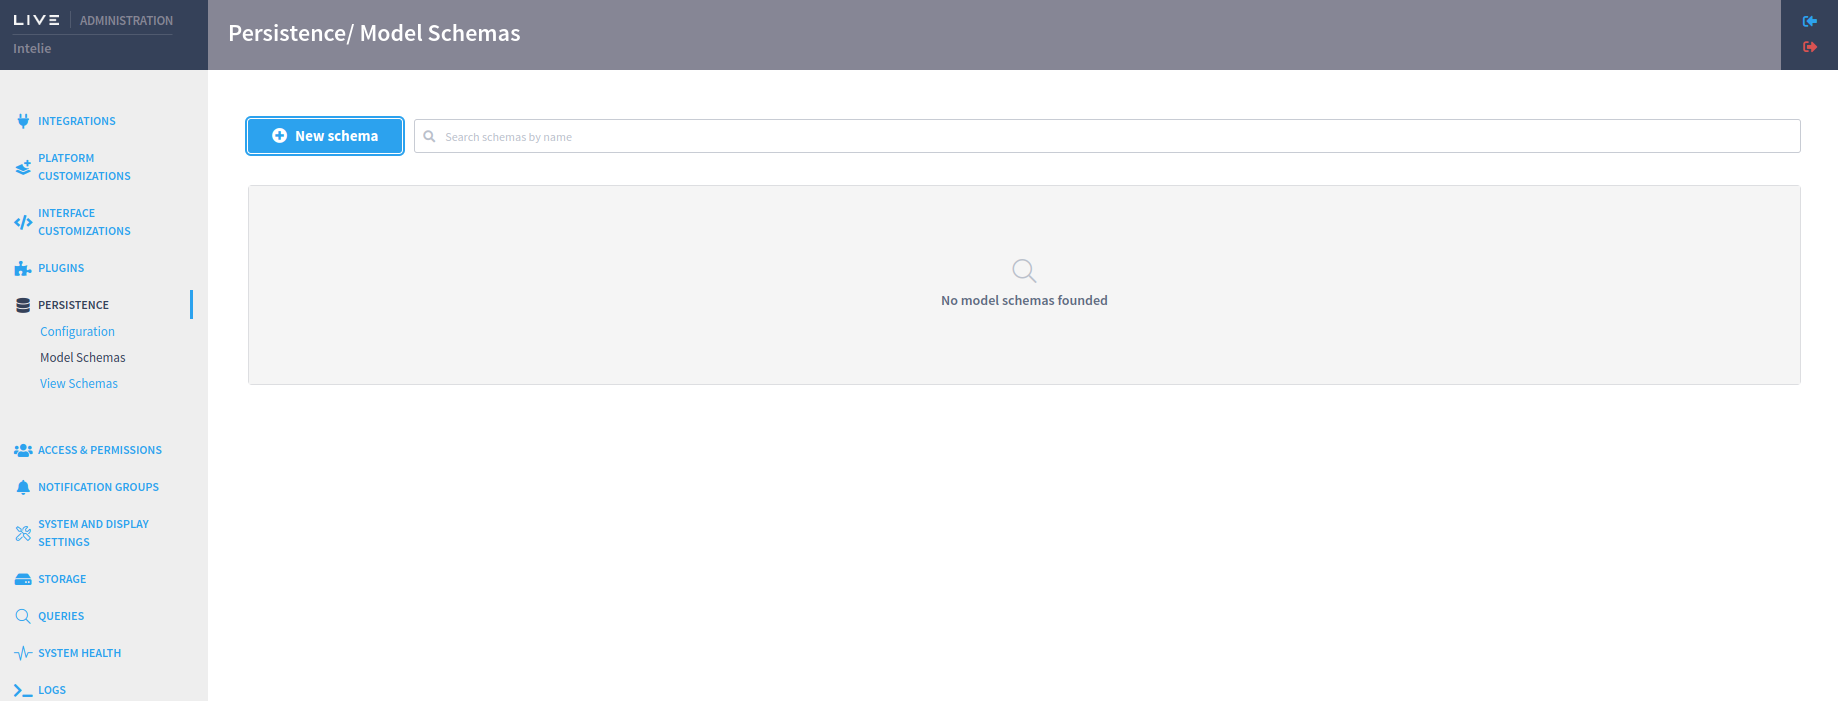 LIVE ADMINISTRATION
Intelie
Persistence/ Model Schemas
INTEGRATIONS
PLATFORM
CUSTOMIZATIONS
INTERFACE
CUSTOMIZATIONS
PLUGINS
PERSISTENCE
Configuration
Model Schemas
View Schemas
ACCESS & PERMISSIONS
NOTIFICATION GROUPS
SYSTEM AND DISPLAY
SETTINGS
STORAGE
QUERIES
SYSTEM HEALTH
LOGS
New schema
Search schemas by name
No model schemas founded